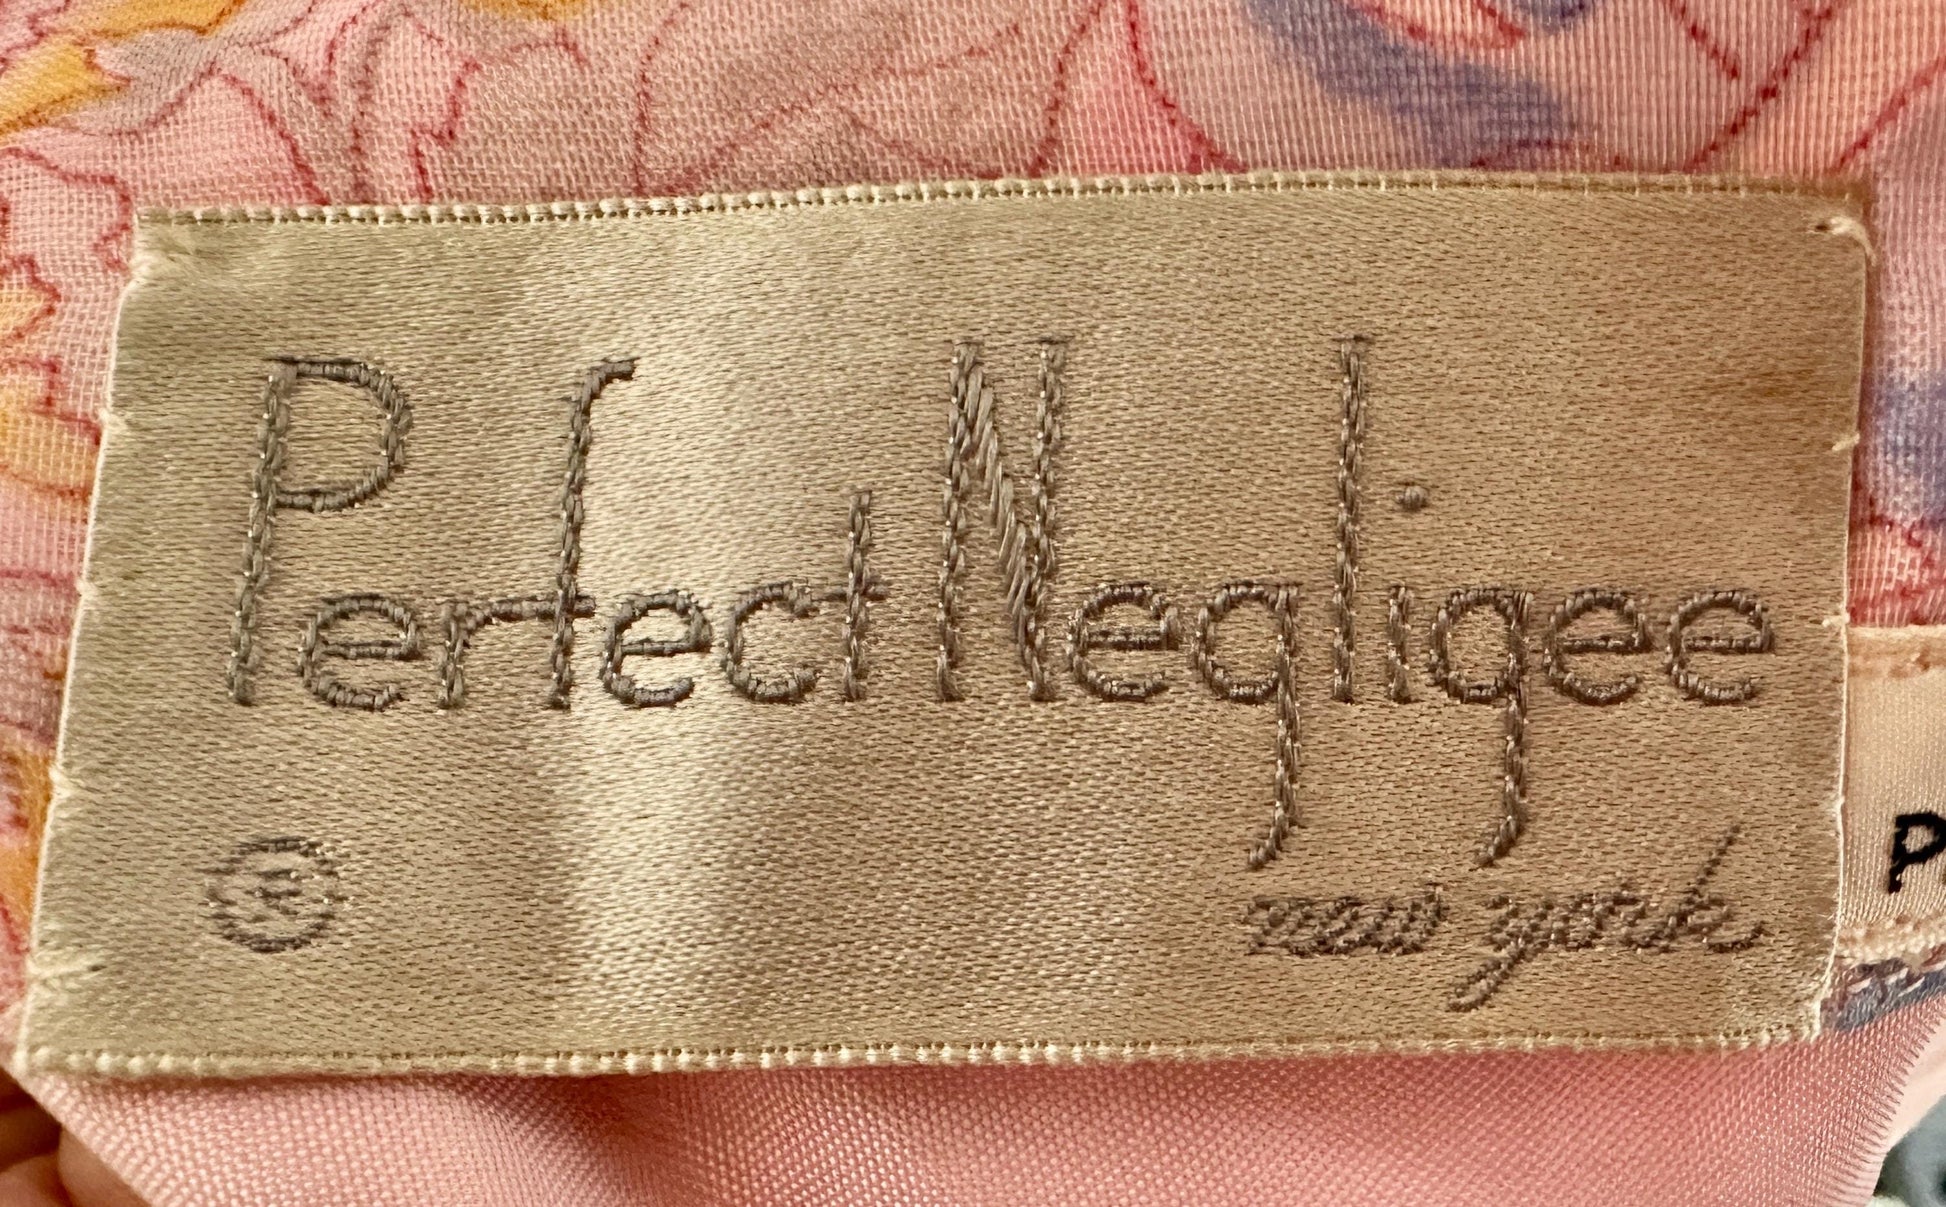 Perfect Negligee
new york
P